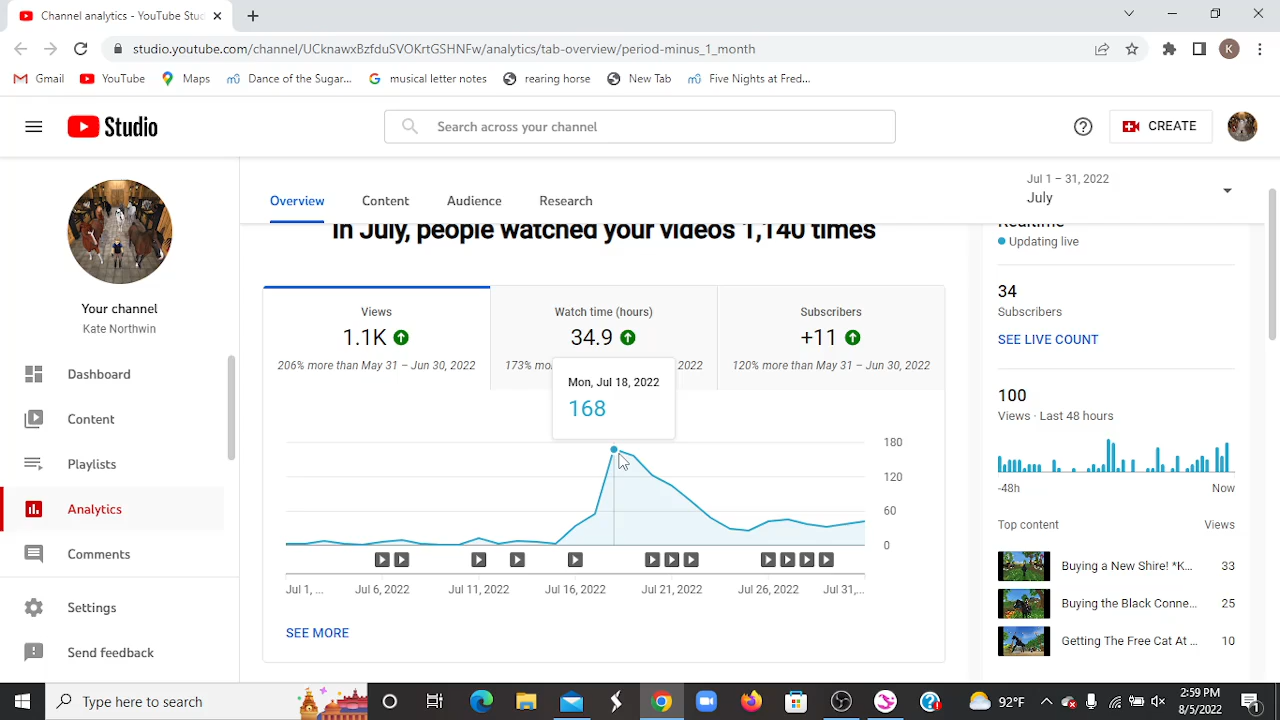 Channel analytics - YouTube Stud
studio.youtube.com/channel/UCknawxBzfduSVOKrtGSHNFw/analytics/tab-overview/period-minus_1_month
K
Gmail YouTube Maps Dance of the Sugar... musical letter notes rearing horse New Tab Five Nights at Fred...
Studio
Search across your channel
CREATE
Overview Content Audience Research
Jul 1 – 31, 2022
July
In July, people watched your videos 1,140 times
Views
1.1K
206% more than May 31 – Jun 30, 2022
Watch time (hours)
34.9
173% 2022
Subscribers
+11
120% more than May 31 – Jun 30, 2022
Mon, Jul 18, 2022
168
180
120
60
0
Jul 1, ... Jul 6, 2022 Jul 11, 2022 Jul 16, 2022 Jul 21, 2022 Jul 26, 2022 Jul 31,...
SEE MORE
Your channel
Kate Northwin
Dashboard
Content
Playlists
Analytics
Comments
Settings
Send feedback
Realtime
Updating live
34
Subscribers
SEE LIVE COUNT
100
Views · Last 48 hours
-48h Now
Top content Views
Buying a New Shire! *K... 33
Buying the Black Conne... 25
Getting The Free Cat At ... 10
Type here to search
92°F
2:59 PM
8/5/2022
1